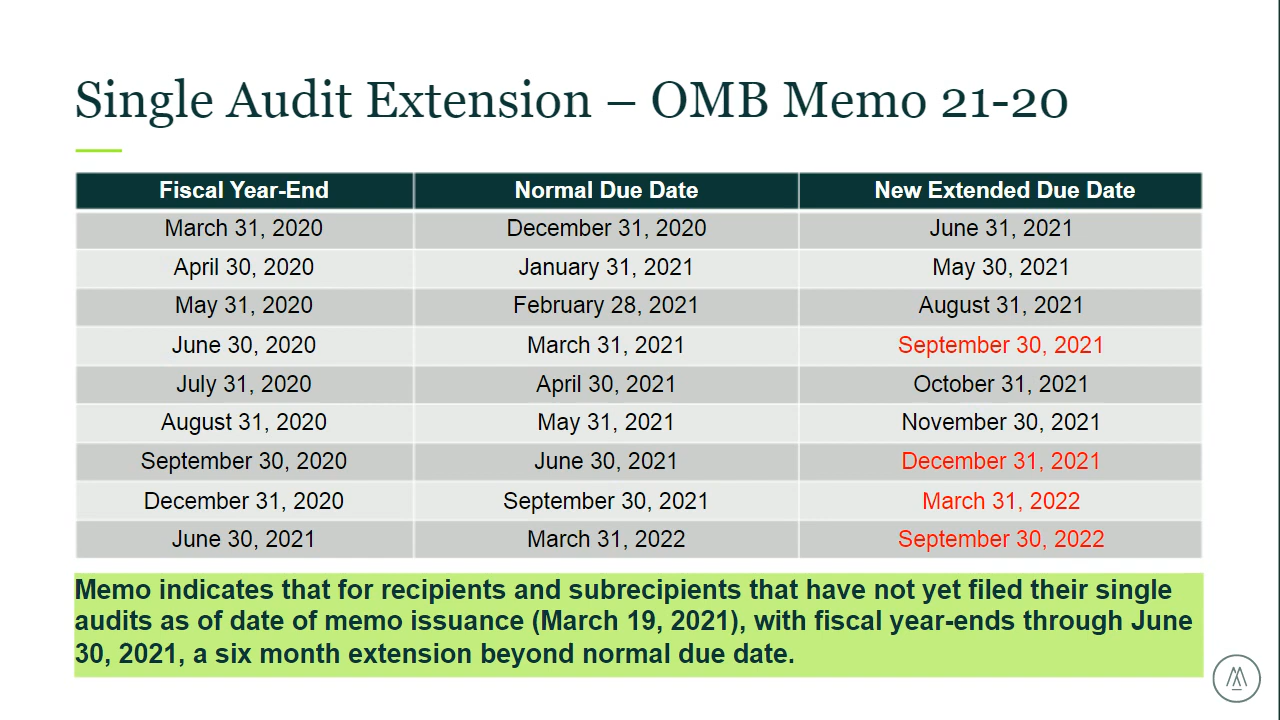 Single Audit Extension – OMB Memo 21-20
Fiscal Year-End Normal Due Date New Extended Due Date
March 31, 2020 December 31, 2020 June 31, 2021
April 30, 2020 January 31, 2021 May 30, 2021
May 31, 2020 February 28, 2021 August 31, 2021
June 30, 2020 March 31, 2021 September 30, 2021
July 31, 2020 April 30, 2021 October 31, 2021
August 31, 2020 May 31, 2021 November 30, 2021
September 30, 2020 June 30, 2021 December 31, 2021
December 31, 2020 September 30, 2021 March 31, 2022
June 30, 2021 March 31, 2022 September 30, 2022
Memo indicates that for recipients and subrecipients that have not yet filed their single
audits as of date of memo issuance (March 19, 2021), with fiscal year-ends through June
30, 2021, a six month extension beyond normal due date.